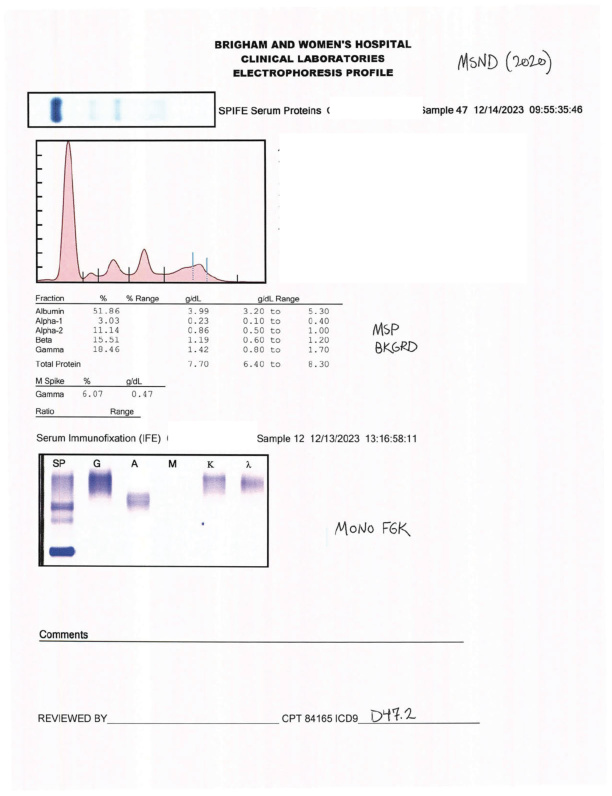 BRIGHAM AND WOMEN'S HOSPITAL
CLINICAL LABORATORIES
ELECTROPHORESIS PROFILE
MSND (2020)
SPIFE Serum Proteins ( Sample 47 12/14/2023 09:55:35:46
Fraction % % Range g/dL g/dL Range
Albumin 51.86 3.99 3.20 to 5.30
Alpha-1 3.03 0.23 0.10 to 0.40
Alpha-2 11.14 0.86 0.50 to 1.00
Beta 15.51 1.19 0.60 to 1.20
Gamma 18.46 1.42 0.80 to 1.70
Total Protein 7.70 6.40 to 8.30
MSP
BKGRD
M Spike % g/dL
Gamma 6.07 0.47
Ratio Range
Serum Immunofixation (IFE) Sample 12 12/13/2023 13:16:58:11
SP G A M K λ
MONO FGK
Comments
REVIEWED BY CPT 84165 ICD9 D47.2